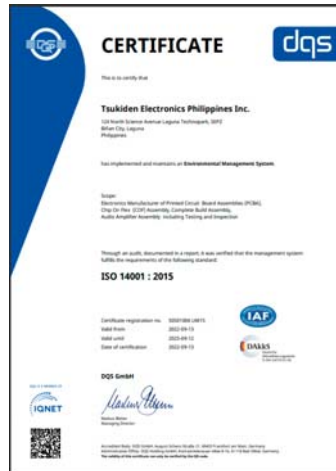 DQS
CERTIFICATE
dqs
This is to certify that
Tsukiden Electronics Philippines Inc.
124 North Science Avenue Laguna Technopark, SEPZ
Biñan City, Laguna
Philippines
has implemented and maintains an Environmental Management System.
Scope:
Electronics Manufacturer of Printed Circuit Board Assemblies (PCBA),
Chip On Flex (COF) Assembly, Complete Build Assembly,
Audio Amplifier Assembly including Testing and Inspection
Through an audit, documented in a report, it was verified that the management system
fulfills the requirements of the following standard:
ISO 14001 : 2015
Certificate registration no.
Valid from 2022-09-13
Valid until 2025-09-12
Date of certification 2022-09-13
IAF
DAkkS
DQS GmbH
IQNET
Markus Bleher
Managing Director